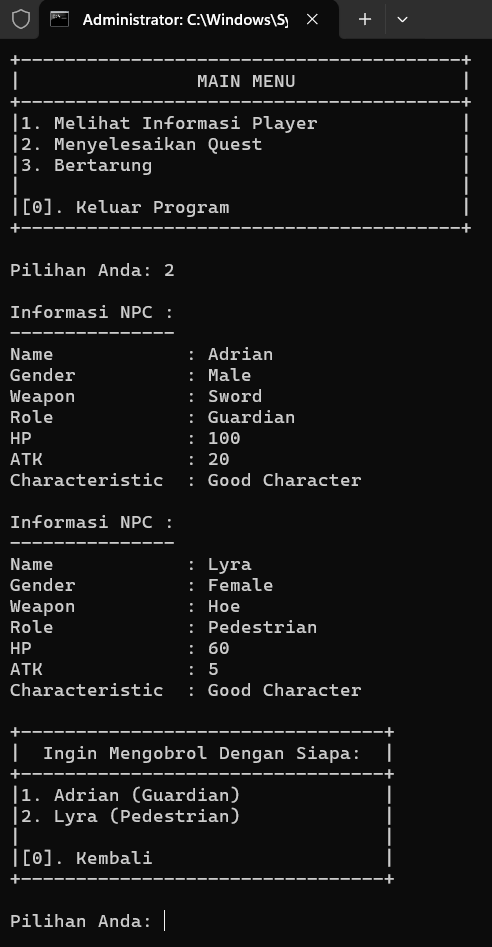 Administrator: C:\Windows\Sy
+----------------------------------------+
|                MAIN MENU               |
+----------------------------------------+
|1. Melihat Informasi Player             |
|2. Menyelesaikan Quest                  |
|3. Bertarung                            |
|                                        |
|[0]. Keluar Program                     |
+----------------------------------------+
Pilihan Anda: 2
Informasi NPC :
---------------
Name            : Adrian
Gender          : Male
Weapon          : Sword
Role            : Guardian
HP              : 100
ATK             : 20
Characteristic  : Good Character
Informasi NPC :
---------------
Name            : Lyra
Gender          : Female
Weapon          : Hoe
Role            : Pedestrian
HP              : 60
ATK             : 5
Characteristic  : Good Character
+---------------------------------+
|  Ingin Mengobrol Dengan Siapa:  |
+---------------------------------+
|1. Adrian (Guardian)             |
|2. Lyra (Pedestrian)             |
|                                 |
|[0]. Kembali                     |
+---------------------------------+
Pilihan Anda: